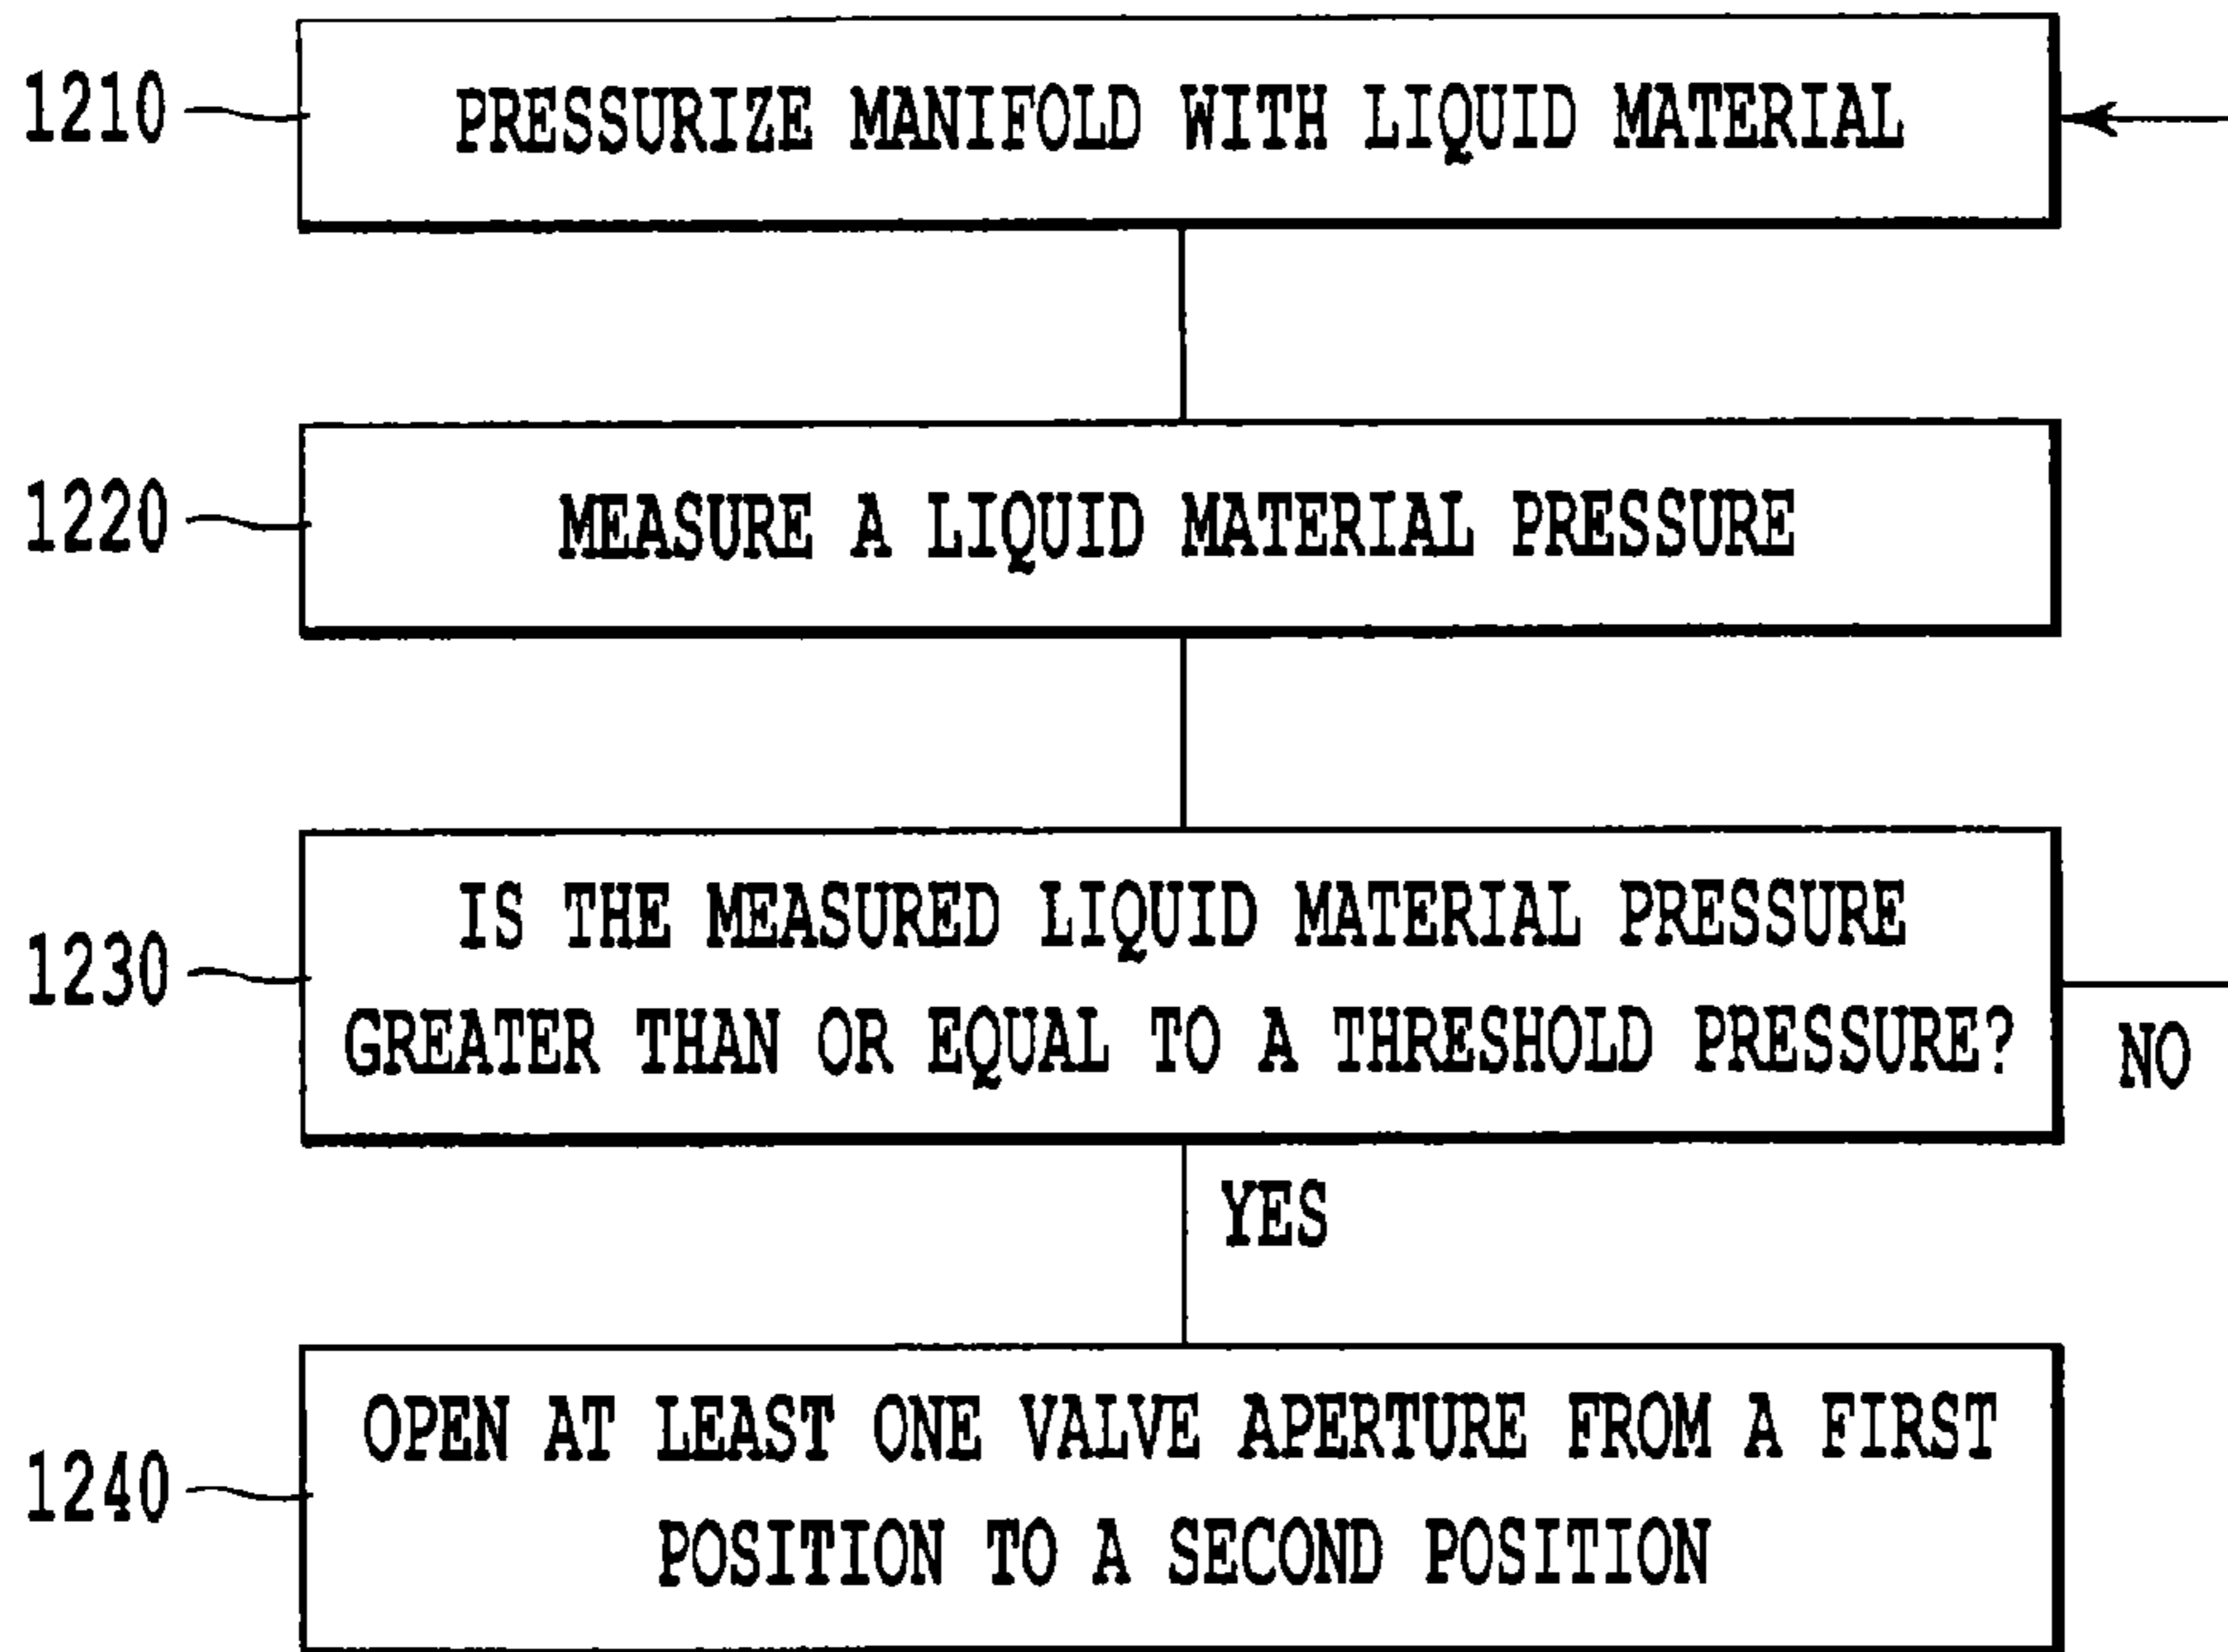 1210
PRESSURIZE MANIFOLD WITH LIQUID MATERIAL
1220
MEASURE A LIQUID MATERIAL PRESSURE
1230
IS THE MEASURED LIQUID MATERIAL PRESSURE
GREATER THAN OR EQUAL TO A THRESHOLD PRESSURE?
NO
YES
1240
OPEN AT LEAST ONE VALVE APERTURE FROM A FIRST
POSITION TO A SECOND POSITION